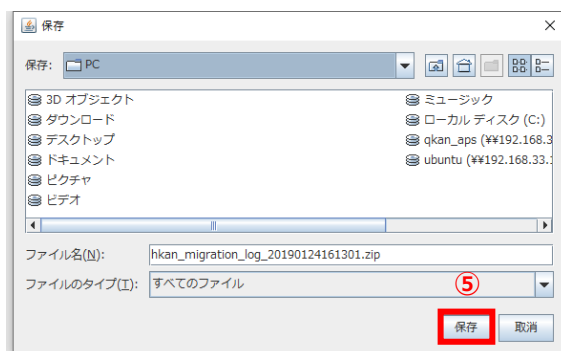 保存
保存: PC
3D オブジェクト
ダウンロード
デスクトップ
ドキュメント
ピクチャ
ビデオ
ミュージック
ローカル ディスク (C:)
qkan_aps (¥¥192.168.3
ubuntu (¥¥192.168.33.
ファイル名(N): hkan_migration_log_20190124161301.zip
ファイルのタイプ(I): すべてのファイル
⑤
保存 取消